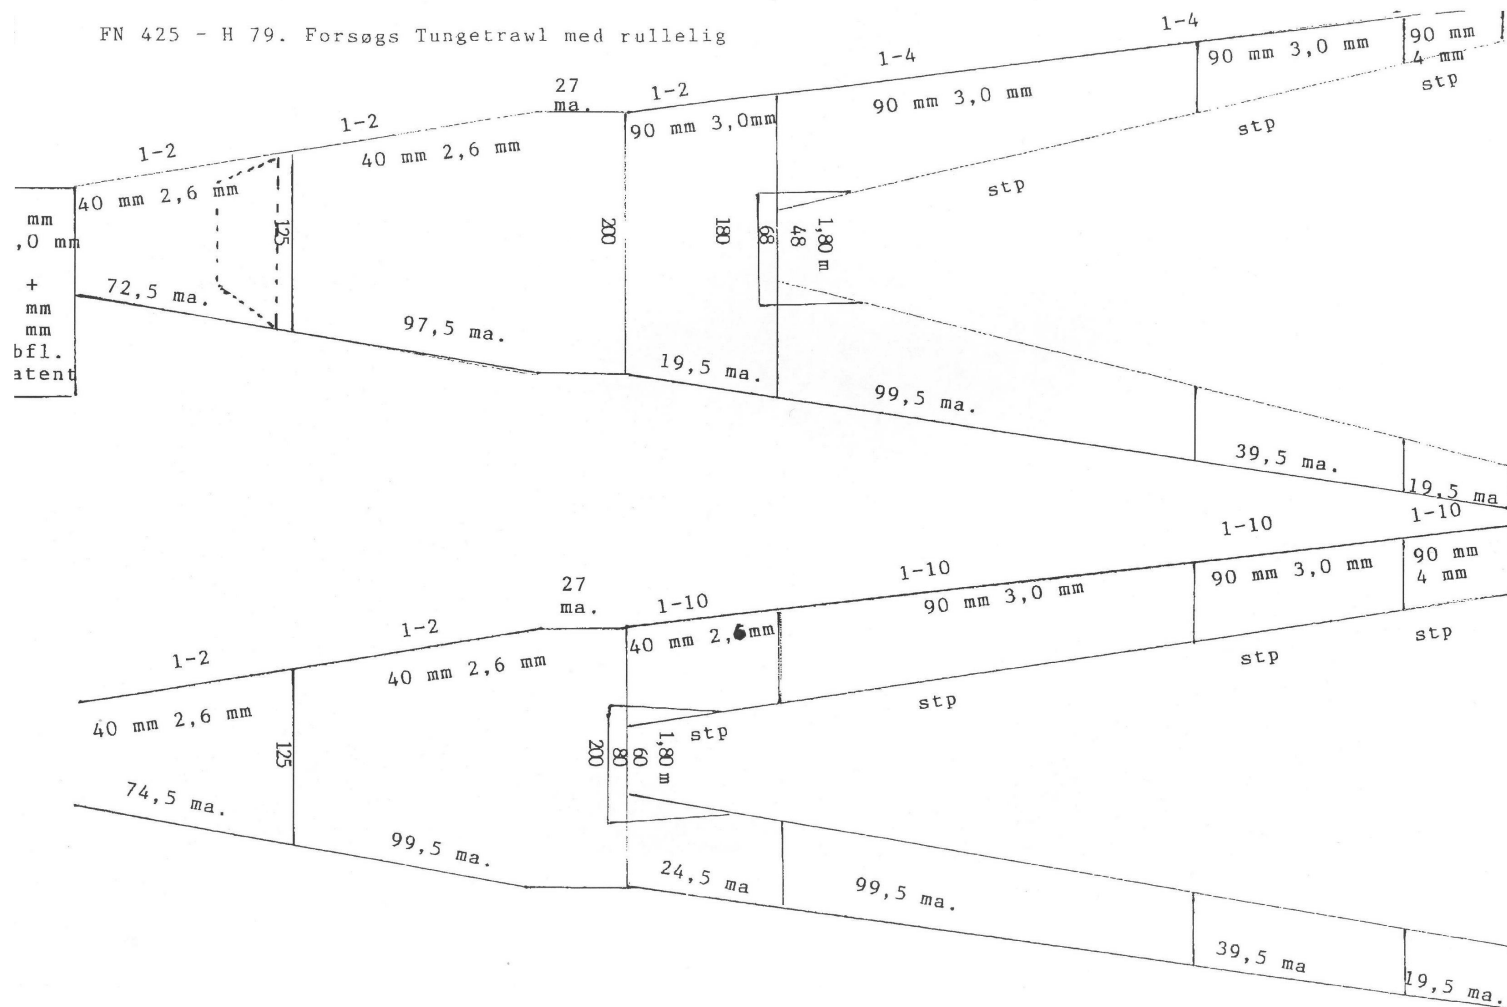 FN 425 - H 79. Forsøgs Tungetrawl med rullelig
1-2
1-2
27
ma.
1-2
1-4
1-4
40 mm 2,6 mm
40 mm 2,6 mm
90 mm 3,0mm
90 mm 3,0 mm
90 mm 3,0 mm
90 mm
4 mm
stp
stp
stp
mm
,0 mm
+
mm
mm
bfl.
atent
125
200
180
68
48
1,80 m
72,5 ma.
97,5 ma.
19,5 ma.
99,5 ma.
39,5 ma.
19,5 ma
1-2
1-2
27
ma.
1-10
1-10
1-10
1-10
40 mm 2,6 mm
40 mm 2,6 mm
40 mm 2,6mm
90 mm 3,0 mm
90 mm 3,0 mm
90 mm
4 mm
stp
stp
stp
stp
125
200
80
60
1,80 m
74,5 ma.
99,5 ma.
24,5 ma
99,5 ma.
39,5 ma
19,5 ma.